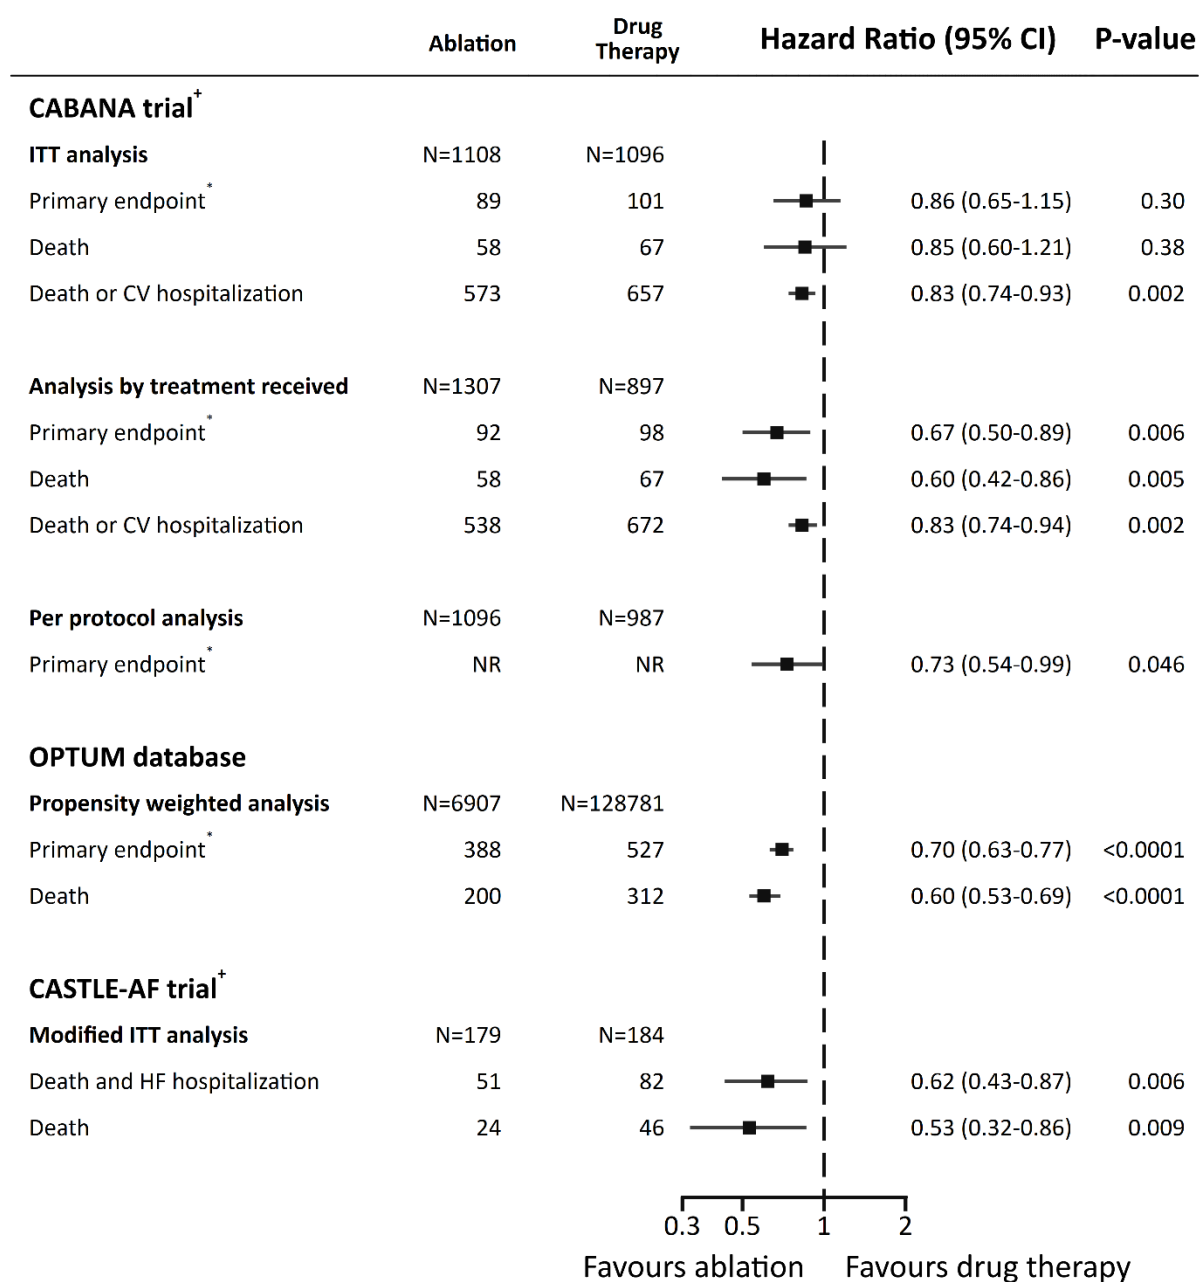 Ablation Drug Therapy Hazard Ratio (95% CI) P-value
CABANA trial+
ITT analysis N=1108 N=1096
Primary endpoint* 89 101 0.86 (0.65-1.15) 0.30
Death 58 67 0.85 (0.60-1.21) 0.38
Death or CV hospitalization 573 657 0.83 (0.74-0.93) 0.002
Analysis by treatment received N=1307 N=897
Primary endpoint* 92 98 0.67 (0.50-0.89) 0.006
Death 58 67 0.60 (0.42-0.86) 0.005
Death or CV hospitalization 538 672 0.83 (0.74-0.94) 0.002
Per protocol analysis N=1096 N=987
Primary endpoint* NR NR 0.73 (0.54-0.99) 0.046
OPTUM database
Propensity weighted analysis N=6907 N=128781
Primary endpoint* 388 527 0.70 (0.63-0.77) <0.0001
Death 200 312 0.60 (0.53-0.69) <0.0001
CASTLE-AF trial+
Modified ITT analysis N=179 N=184
Death and HF hospitalization 51 82 0.62 (0.43-0.87) 0.006
Death 24 46 0.53 (0.32-0.86) 0.009
0.3 0.5 1 2
Favours ablation Favours drug therapy